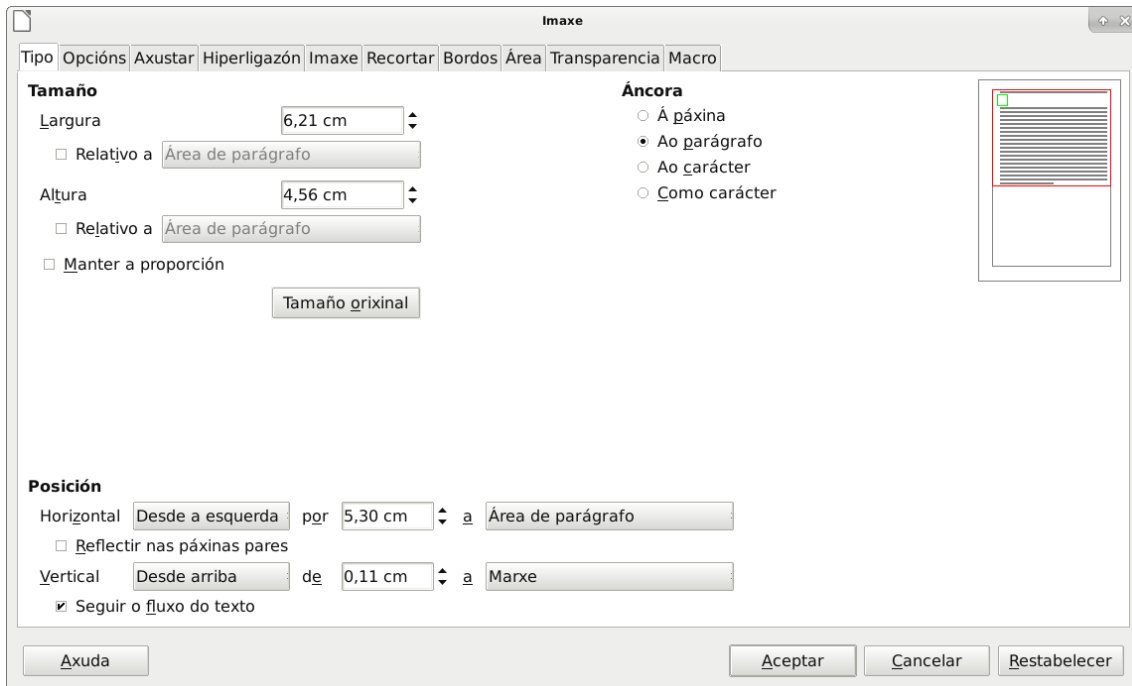 Imaxe
Tipo Opcións Axustar Hiperligazón Imaxe Recortar Bordos Área Transparencia Macro
Tamaño
Largura 6,21 cm
Relativo a Área de parágrafo
Altura 4,56 cm
Relativo a Área de parágrafo
Manter a proporción
Tamaño orixinal
Áncora
Á páxina
Ao parágrafo
Ao carácter
Como carácter
Posición
Horizontal Desde a esquerda por 5,30 cm a Área de parágrafo
Reflectir nas páxinas pares
Vertical Desde arriba de 0,11 cm a Marxe
Seguir o fluxo do texto
Axuda Aceptar Cancelar Restabelecer